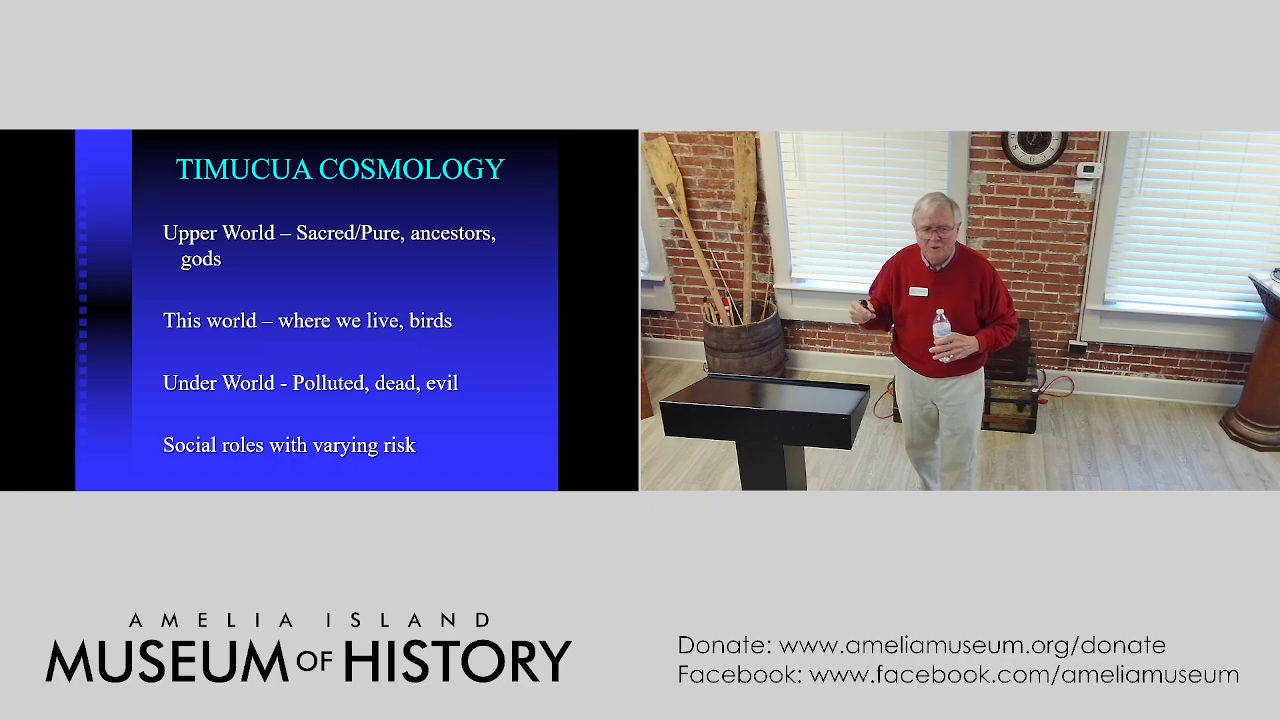 TIMUCUA COSMOLOGY
Upper World – Sacred/Pure, ancestors,
gods
This world – where we live, birds
Under World - Polluted, dead, evil
Social roles with varying risk
AMELIA ISLAND
MUSEUM OF HISTORY
Donate: www.ameliamuseum.org/donate
Facebook: www.facebook.com/ameliamuseum